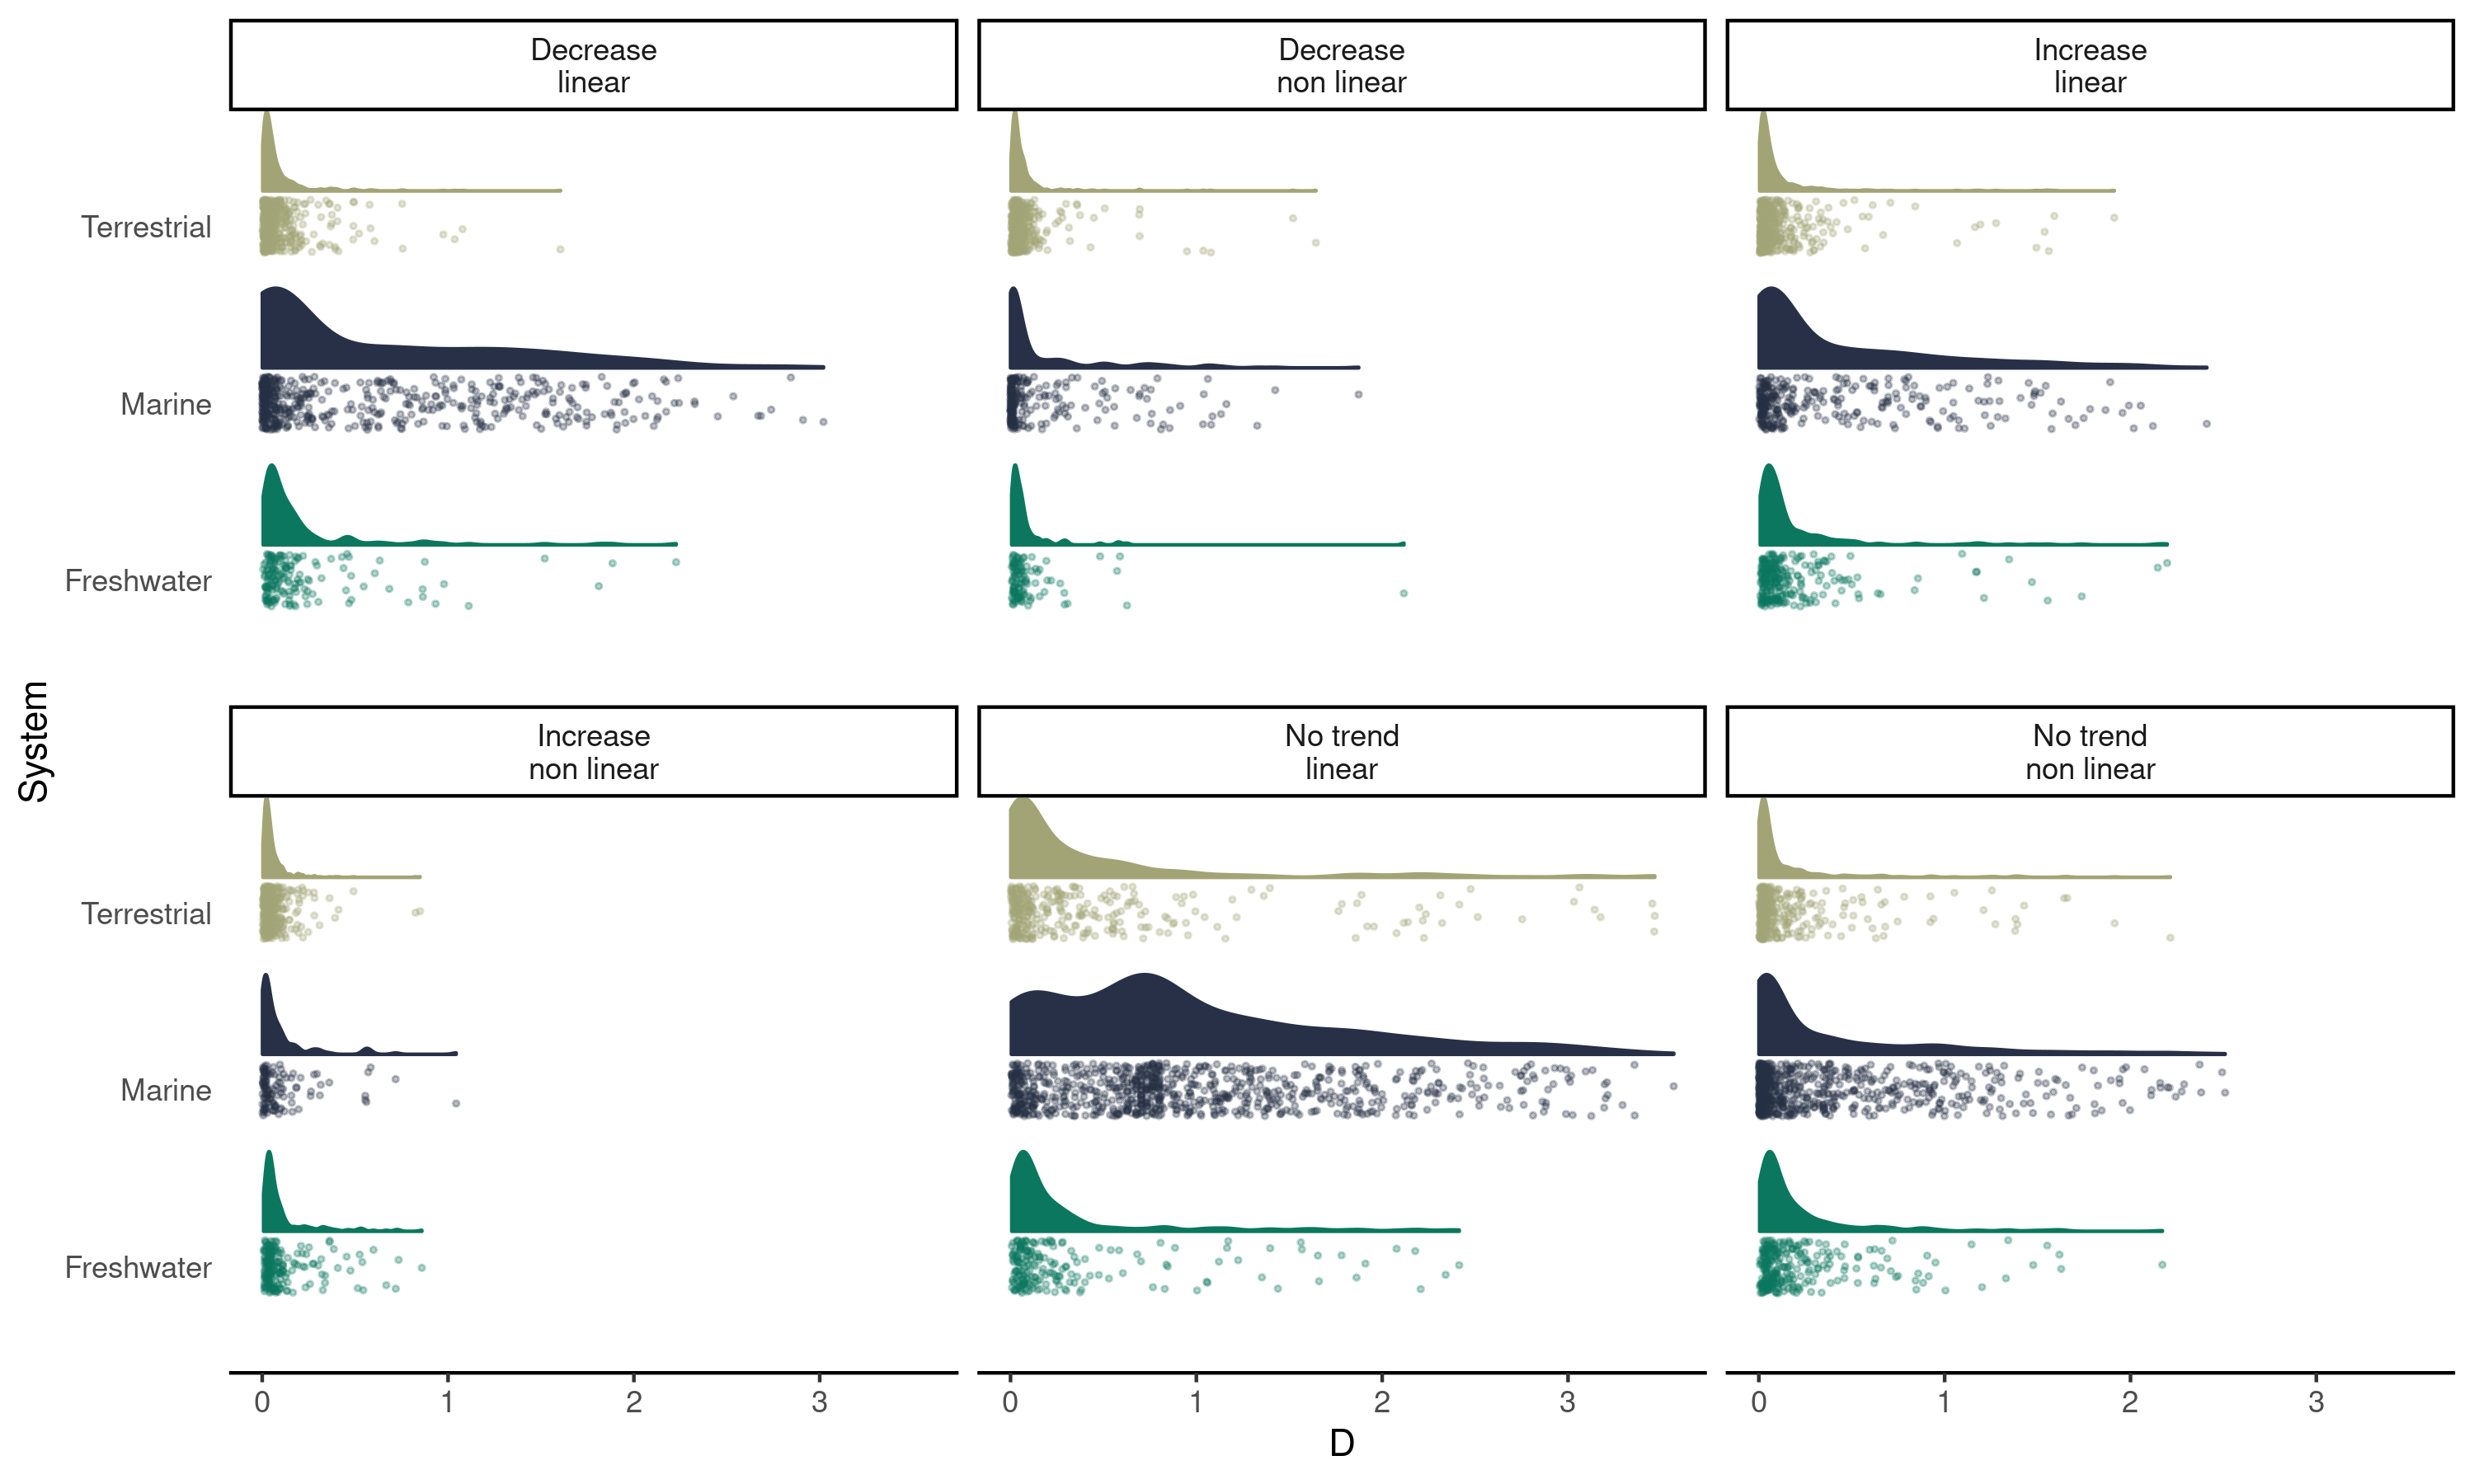 Decrease
linear
Decrease
non linear
Increase
linear
Terrestrial
Marine
Freshwater
System
Increase
non linear
No trend
linear
No trend
non linear
Terrestrial
Marine
Freshwater
0 1 2 3 0 1 2 3 0 1 2 3
D